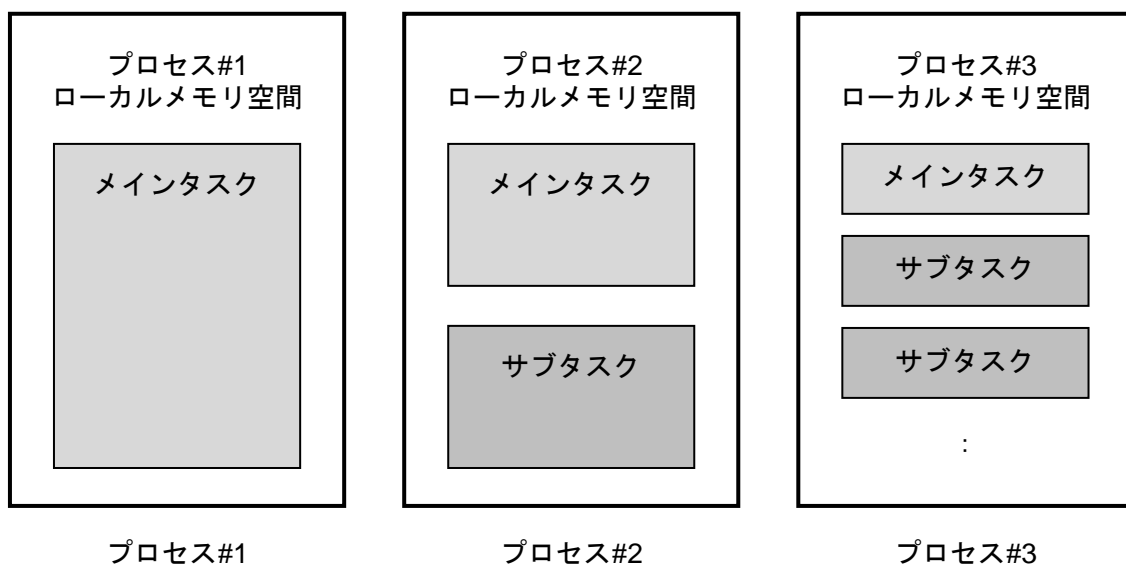 プロセス#1
ローカルメモリ空間
メインタスク
プロセス#1
プロセス#2
ローカルメモリ空間
メインタスク
サブタスク
プロセス#2
プロセス#3
ローカルメモリ空間
メインタスク
サブタスク
サブタスク
:
プロセス#3